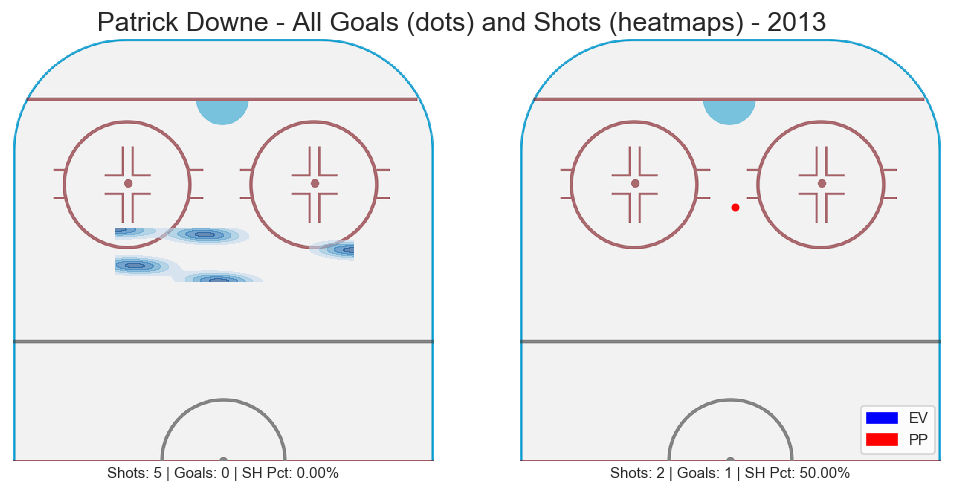 Patrick Downe - All Goals (dots) and Shots (heatmaps) - 2013
EV
PP
Shots: 5 | Goals: 0 | SH Pct: 0.00%
Shots: 2 | Goals: 1 | SH Pct: 50.00%